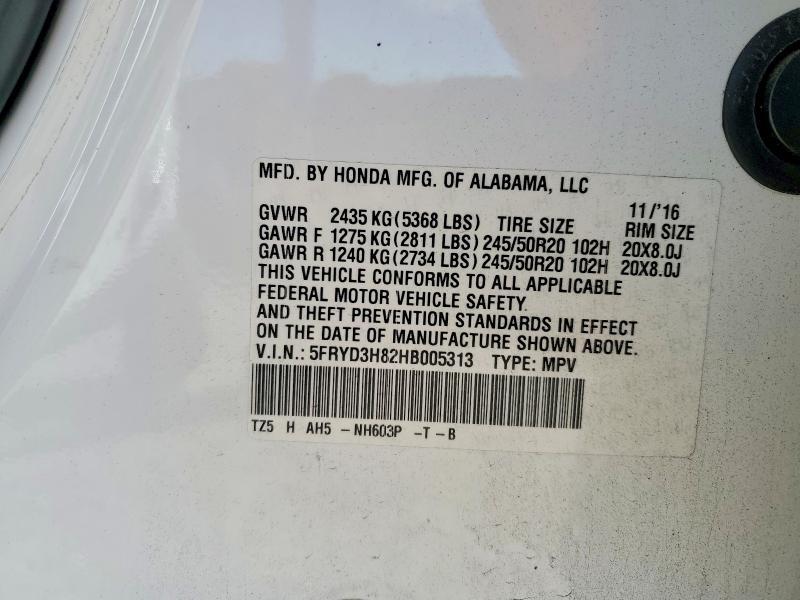 MFD. BY HONDA MFG. OF ALABAMA, LLC
11/'16
GVWR 2435 KG(5368 LBS) TIRE SIZE RIM SIZE
GAWR F 1275 KG(2811 LBS) 245/50R20 102H 20X8.0J
GAWR R 1240 KG(2734 LBS) 245/50R20 102H 20X8.0J
THIS VEHICLE CONFORMS TO ALL APPLICABLE
FEDERAL MOTOR VEHICLE SAFETY
AND THEFT PREVENTION STANDARDS IN EFFECT
ON THE DATE OF MANUFACTURE SHOWN ABOVE.
V.I.N.: 5FRYD3H82HB005313 TYPE: MPV
TZ5 H AH5 - NH603P -T-B